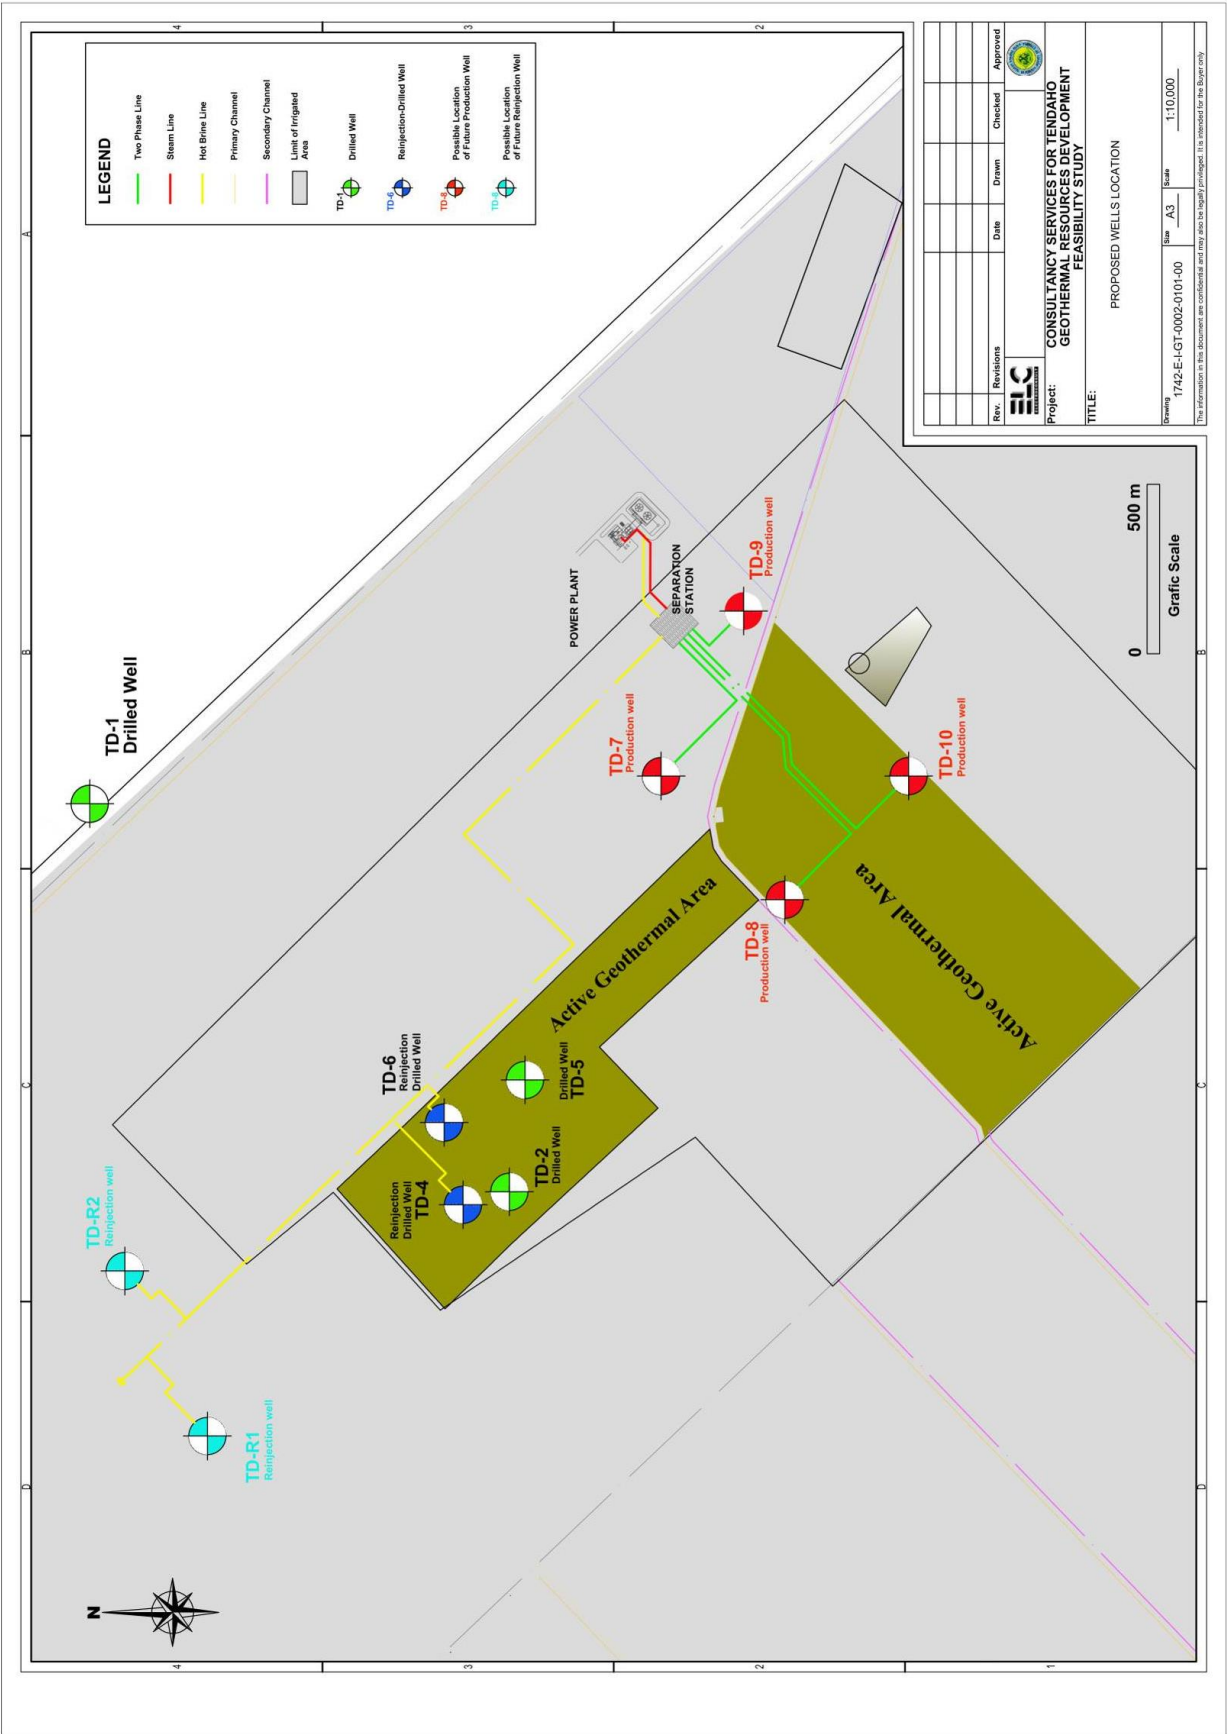 LEGEND
Two Phase Line
Steam Line
Hot Brine Line
Primary Channel
Secondary Channel
Limit of Irrigated
Area
TD-1
Drilled Well
TD-6
Reinjection-Drilled Well
TD-8
Possible Location
of Future Production Well
TD-8
Possible Location
of Future Reinjection Well
N
TD-R2
Reinjection well
TD-R1
Reinjection well
TD-1
Drilled Well
TD-6
Reinjection
Drilled Well
Reinjection
Drilled Well
TD-4
TD-2
Drilled Well
Drilled Well
TD-5
Active Geothermal Area
POWER PLANT
SEPARATION
STATION
TD-7
Production well
TD-9
Production well
TD-8
Production well
TD-10
Production well
Active Geothermal
Area
0
500 m
Grafic Scale
Rev.
Revisions
Date
Drawn
Checked
Approved
ELC
Project:
CONSULTANCY SERVICES FOR TENDAHO
GEOTHERMAL RESOURCES DEVELOPMENT
FEASIBILITY STUDY
TITLE:
PROPOSED WELLS LOCATION
Drawing
1742-E-I-GT-0002-0101-00
Size
A3
Scale
1:10,000
The information in this document are confidential and may also be legally privileged. It is intended for the Buyer only
D
C
B
A
D
C
B
4
3
2
4
3
2
1